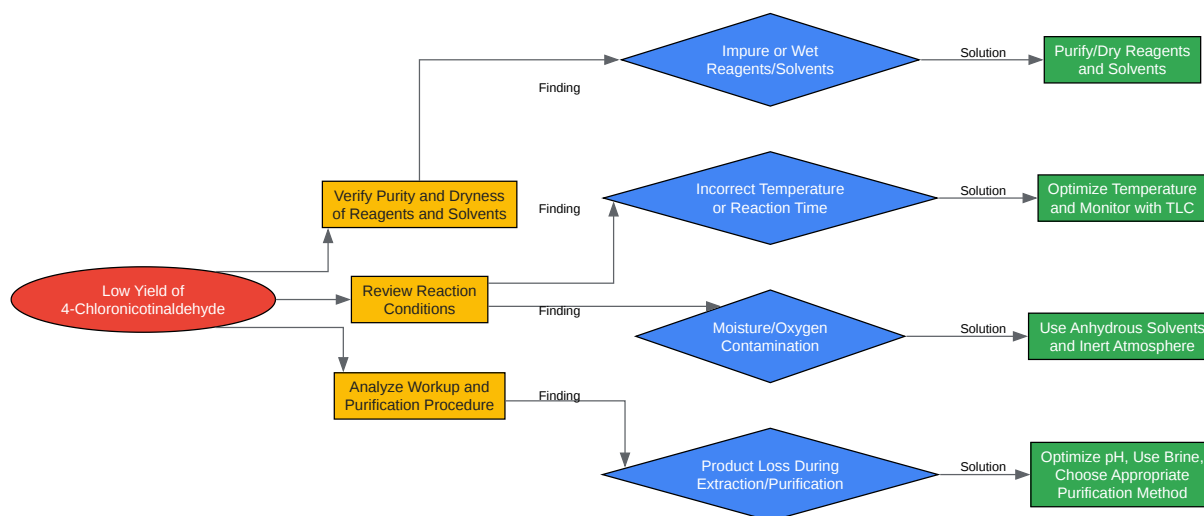 Impure or Wet
Reagents/Solvents
Solution
Purify/Dry Reagents
and Solvents
Finding
Verify Purity and Dryness
of Reagents and Solvents
Finding
Incorrect Temperature
or Reaction Time
Solution
Optimize Temperature
and Monitor with TLC
Low Yield of
4-Chloronicotinaldehyde
Review Reaction
Conditions
Finding
Moisture/Oxygen
Contamination
Solution
Use Anhydrous Solvents
and Inert Atmosphere
Analyze Workup and
Purification Procedure
Finding
Product Loss During
Extraction/Purification
Solution
Optimize pH, Use Brine,
Choose Appropriate
Purification Method